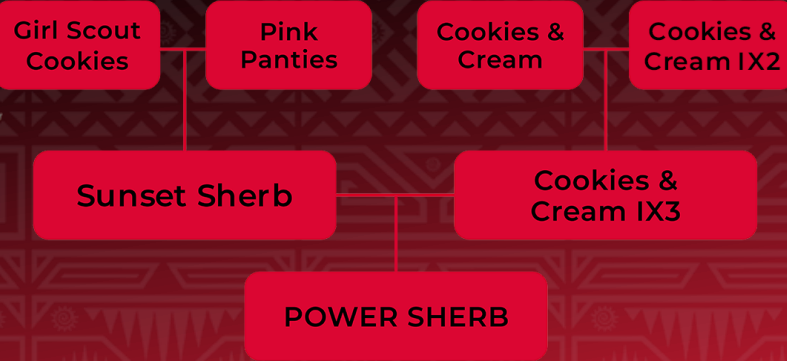 Girl Scout
Cookies
Pink
Panties
Cookies &
Cream
Cookies &
Cream IX2
Sunset Sherb
Cookies &
Cream IX3
POWER SHERB